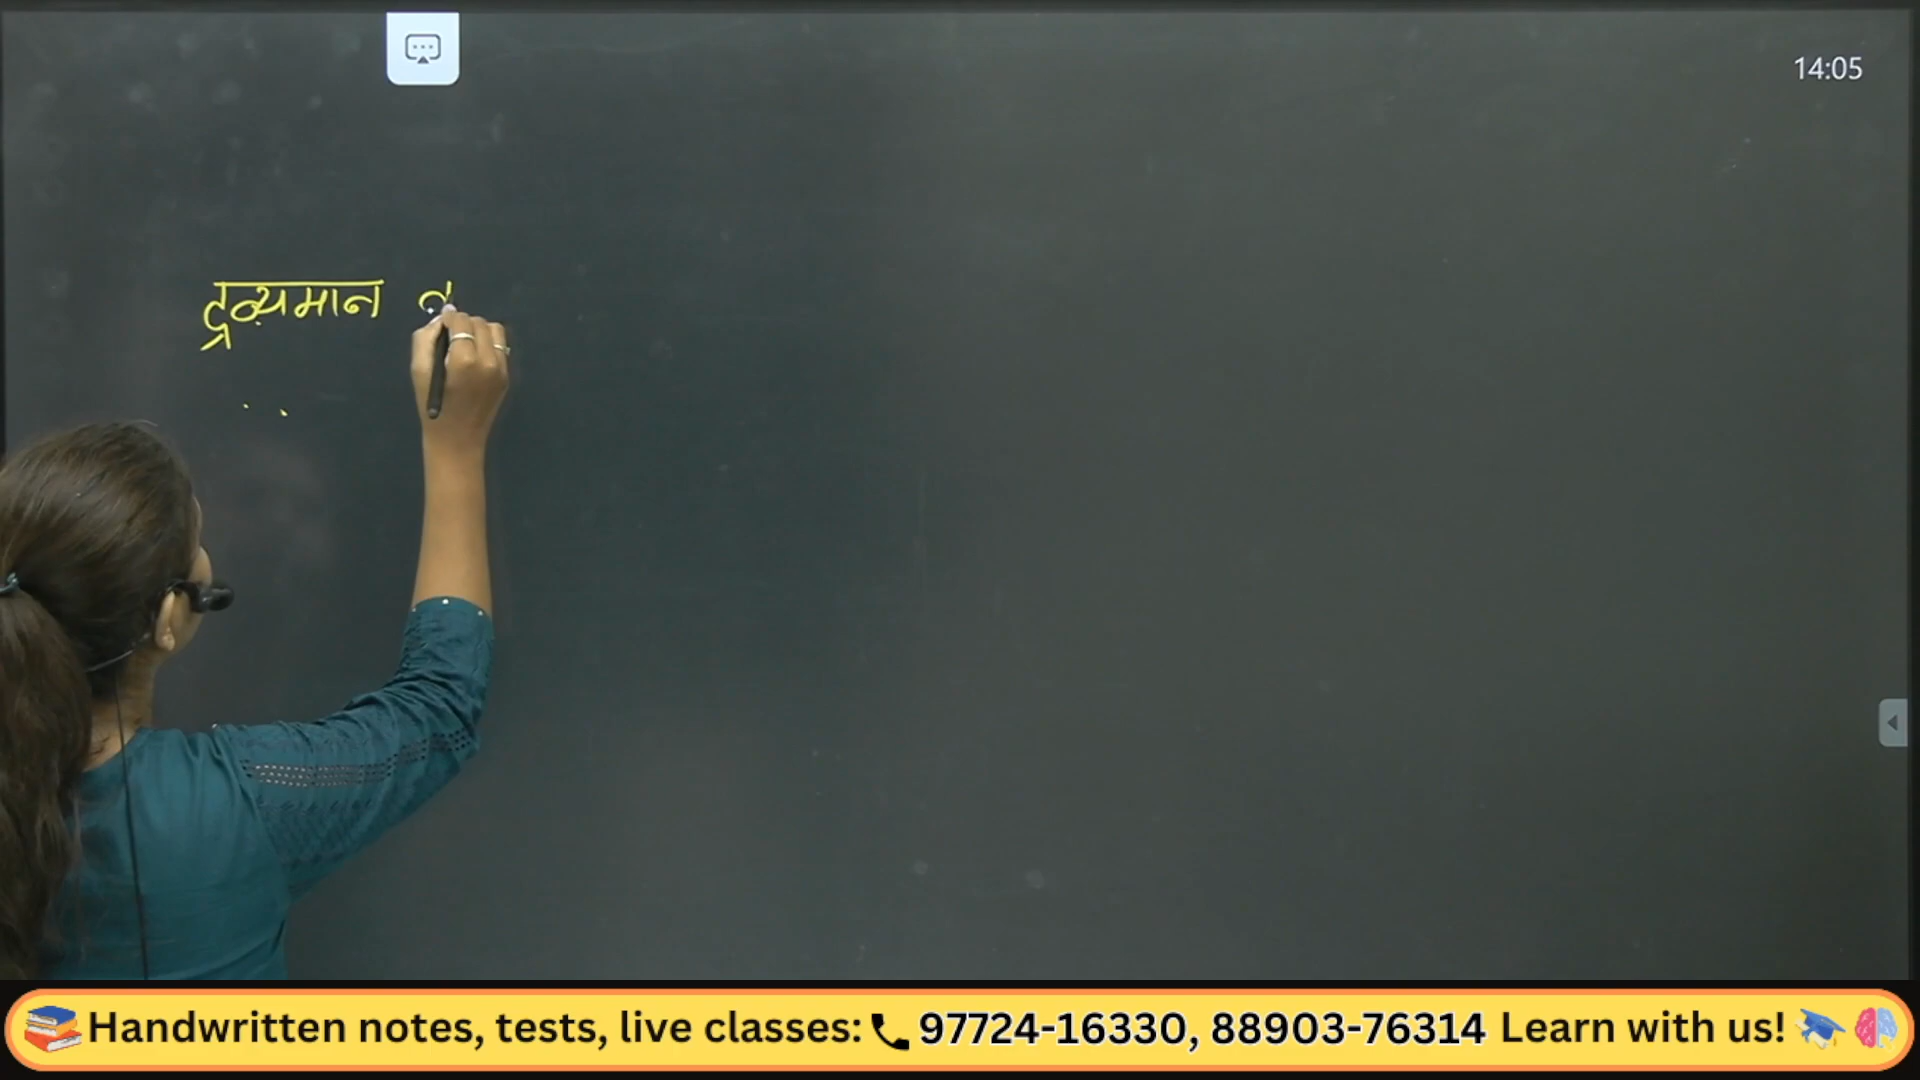 14:05
द्रव्यमान
Handwritten notes, tests, live classes: 97724-16330, 88903-76314 Learn with us!